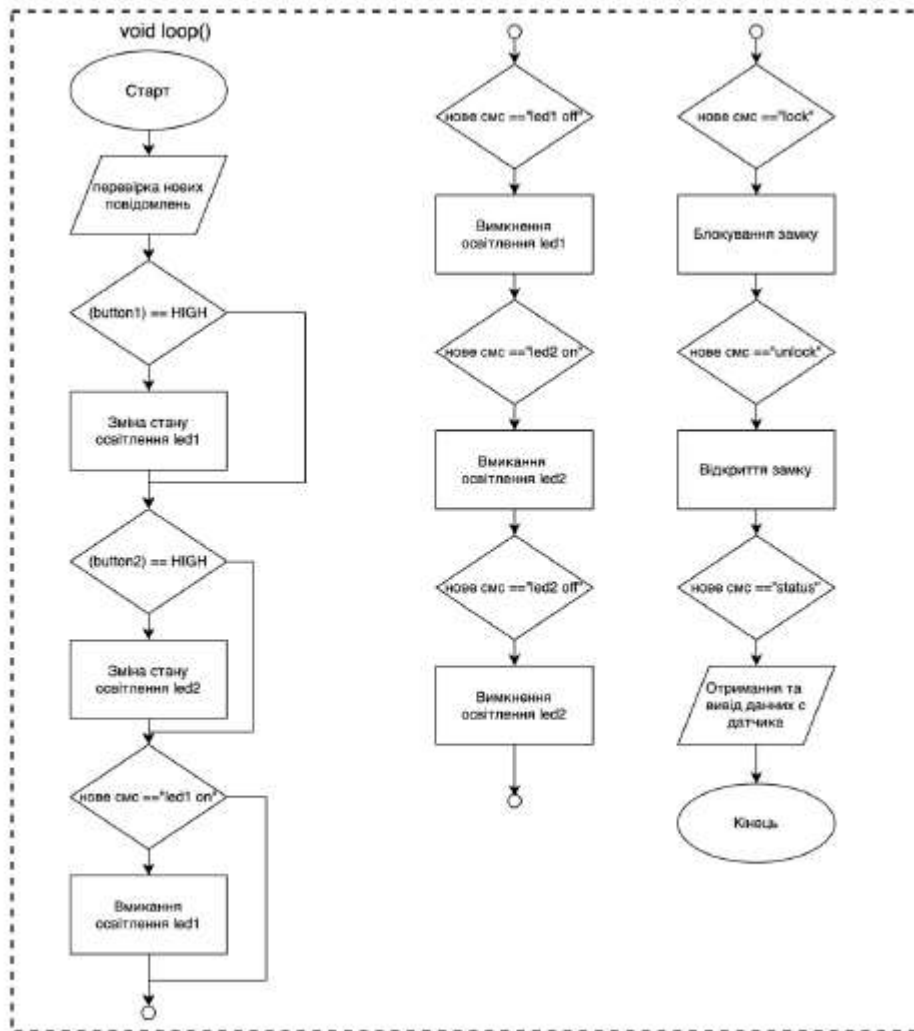 void loop()
Старт
перевірка нових
повідомлень
(button1) == HIGH
Зміна стану
освітлення led1
(button2) == HIGH
Зміна стану
освітлення led2
нове смс =="led1 on"
Вмикання
освітлення led1
нове смс =="led1 off"
Вимкнення
освітлення led1
нове смс =="led2 on"
Вмикання
освітлення led2
нове смс =="led2 off"
Вимкнення
освітлення led2
нове смс =="lock"
Блокування замку
нове смс =="unlock"
Відкриття замку
нове смс =="status"
Отримання та
вивід данних с
датчика
Кінець